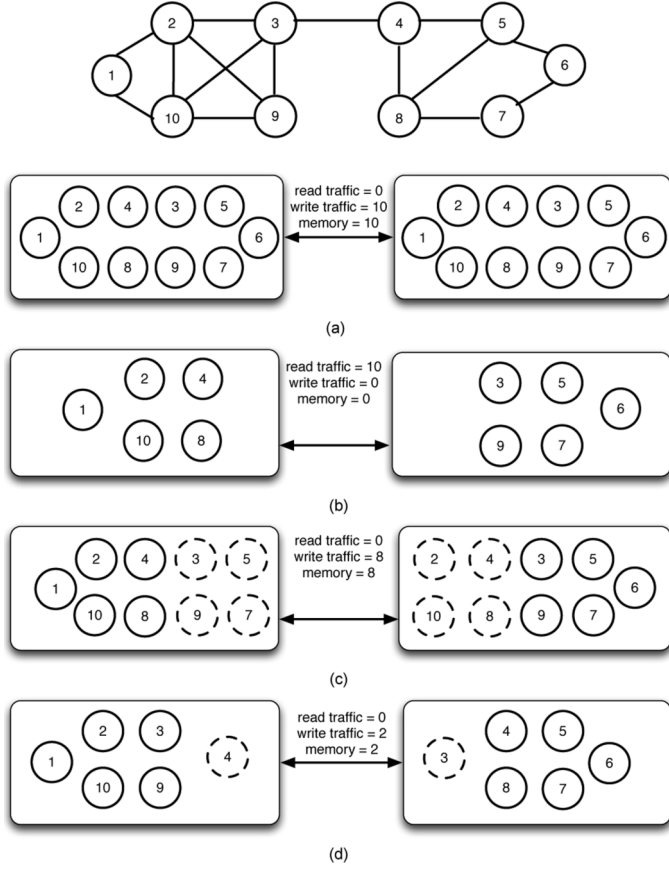 2 3 4 5
1 6
10 9 8 7
read traffic = 0
write traffic = 10
memory = 10
2 4 3 5 2 4 3 5
1 6 1 6
10 8 9 7 10 8 9 7
(a)
read traffic = 10
write traffic = 0
memory = 0
2 4 3 5
1 6
10 8 9 7
(b)
read traffic = 0
write traffic = 8
memory = 8
2 4 3 5 2 4 3 5
1 6
10 8 9 7 10 8 9 7
(c)
read traffic = 0
write traffic = 2
memory = 2
2 3 4 5
1 4 3 6
10 9 8 7
(d)